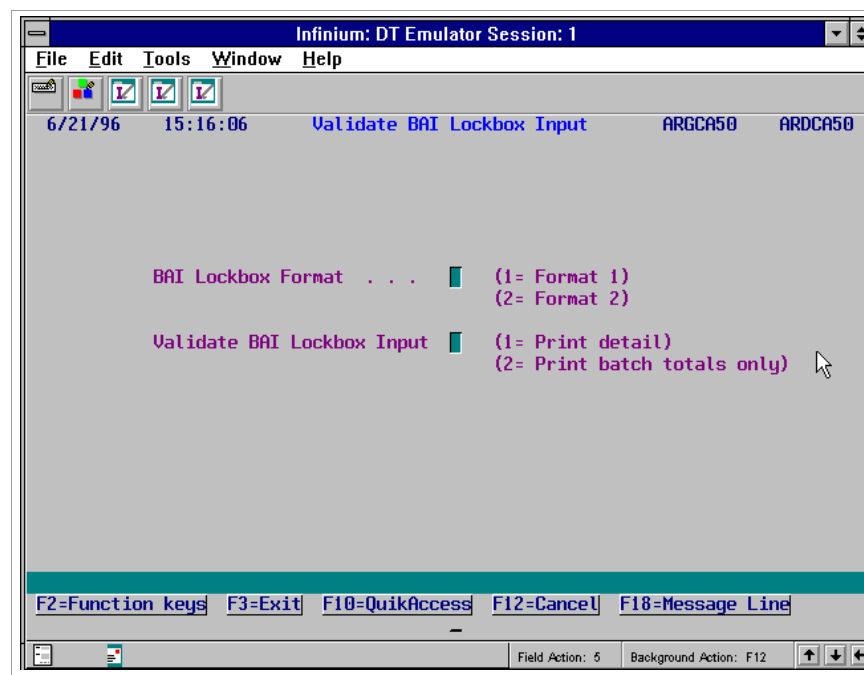 Infinium: DT Emulator Session: 1
File Edit Tools Window Help
6/21/96 15:16:06 Validate BAI Lockbox Input ARGCA50 ARDCA50
BAI Lockbox Format . . . (1= Format 1)
(2= Format 2)
Validate BAI Lockbox Input (1= Print detail)
(2= Print batch totals only)
F2=Function keys F3=Exit F10=QuikAccess F12=Cancel F18=Message Line
Field Action: 5 Background Action: F12